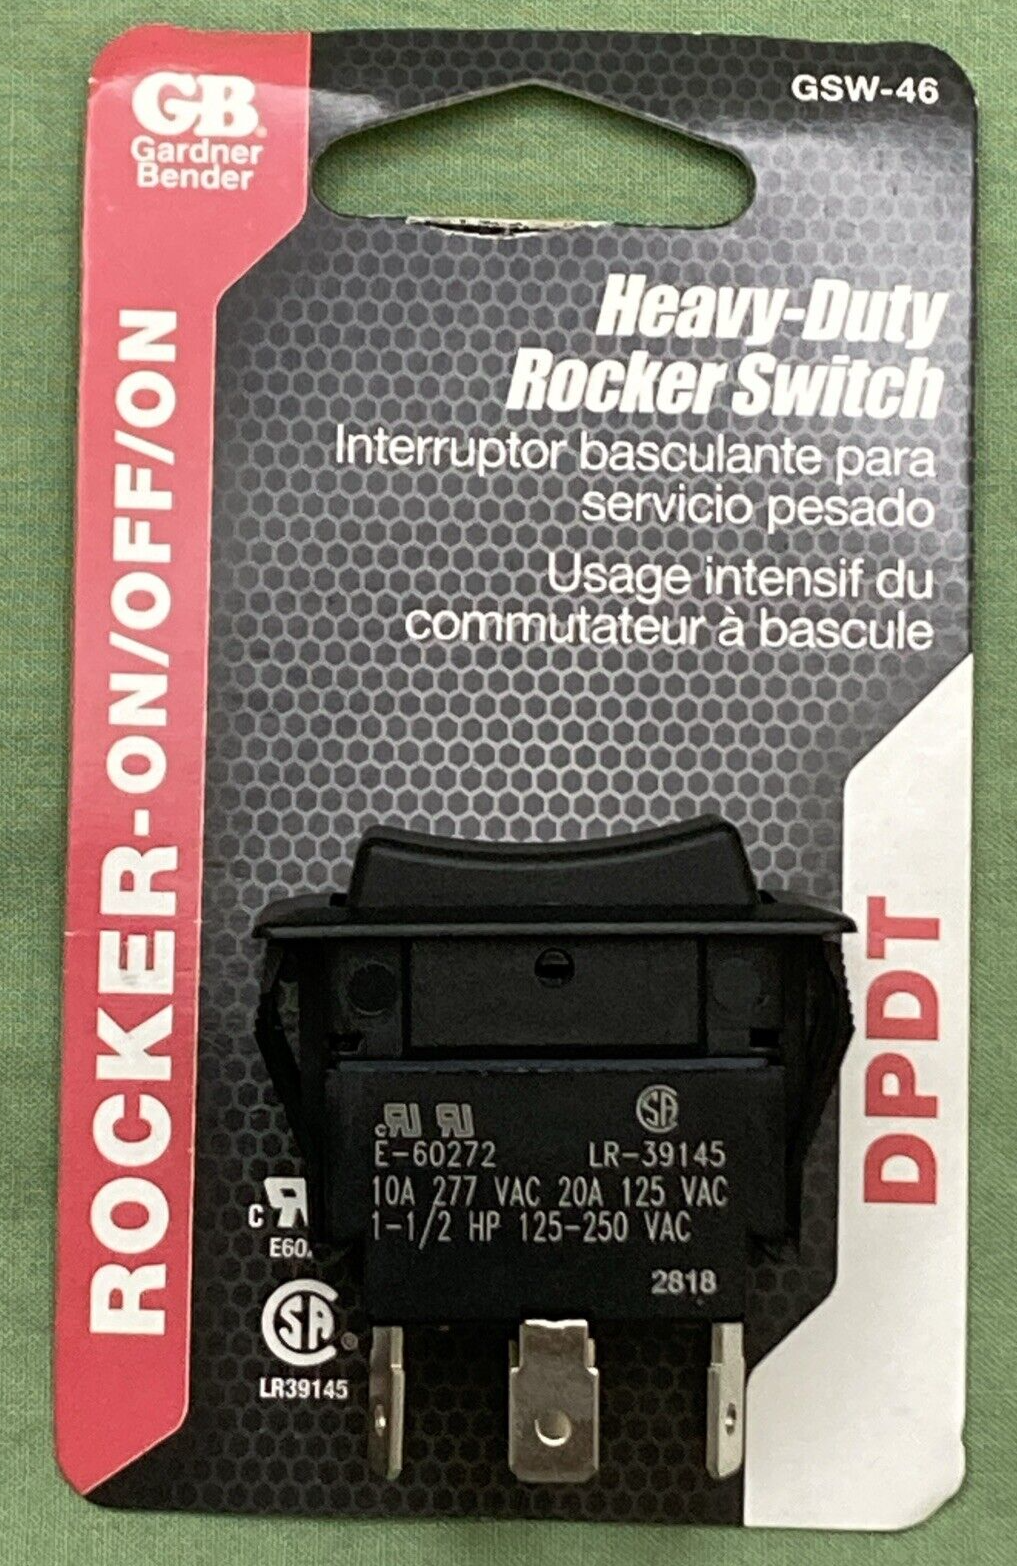 GB
Gardner
Bender
GSW-46
Heavy-Duty
Rocker Switch
Interruptor basculante para
servicio pesado
Usage intensif du
commutateur à bascule
ROCKER-ON/OFF/ON
DPDT
E-60272 LR-39145
10A 277 VAC 20A 125 VAC
1-1/2 HP 125-250 VAC
2818
LR39145